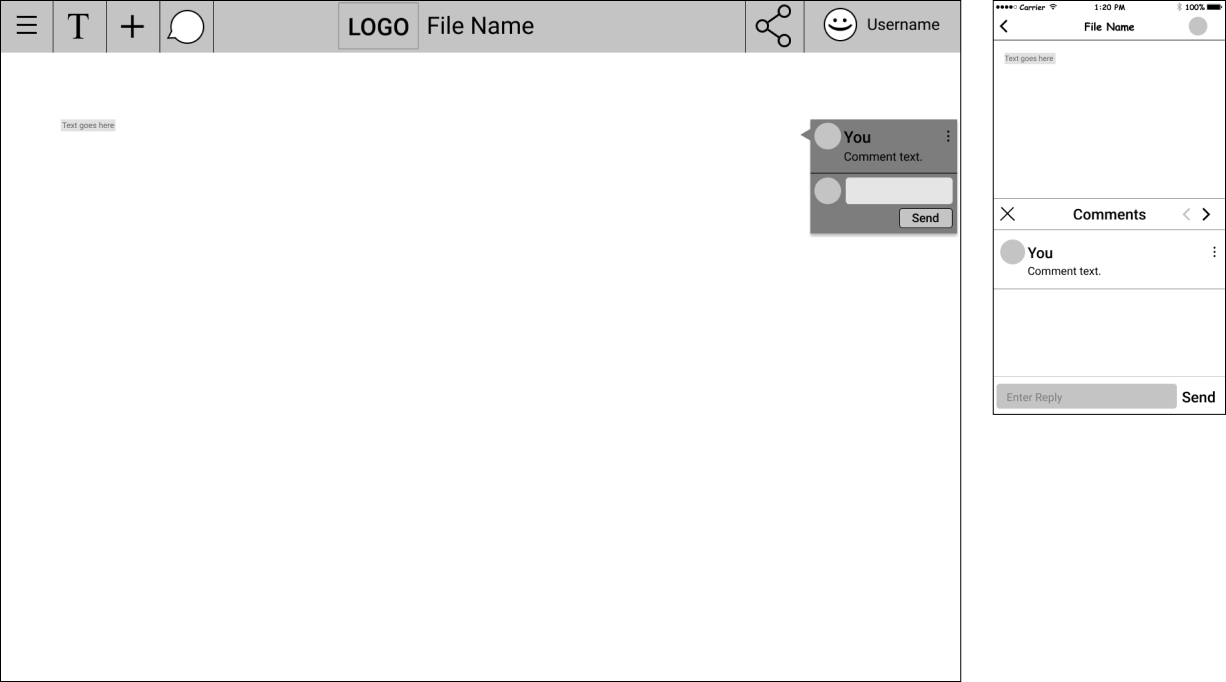 T
LOGO File Name
Username
Text goes here
You
Comment text.
Send
Carrier 1:20 PM 100%
File Name
Text goes here
Comments
You
Comment text.
Enter Reply
Send